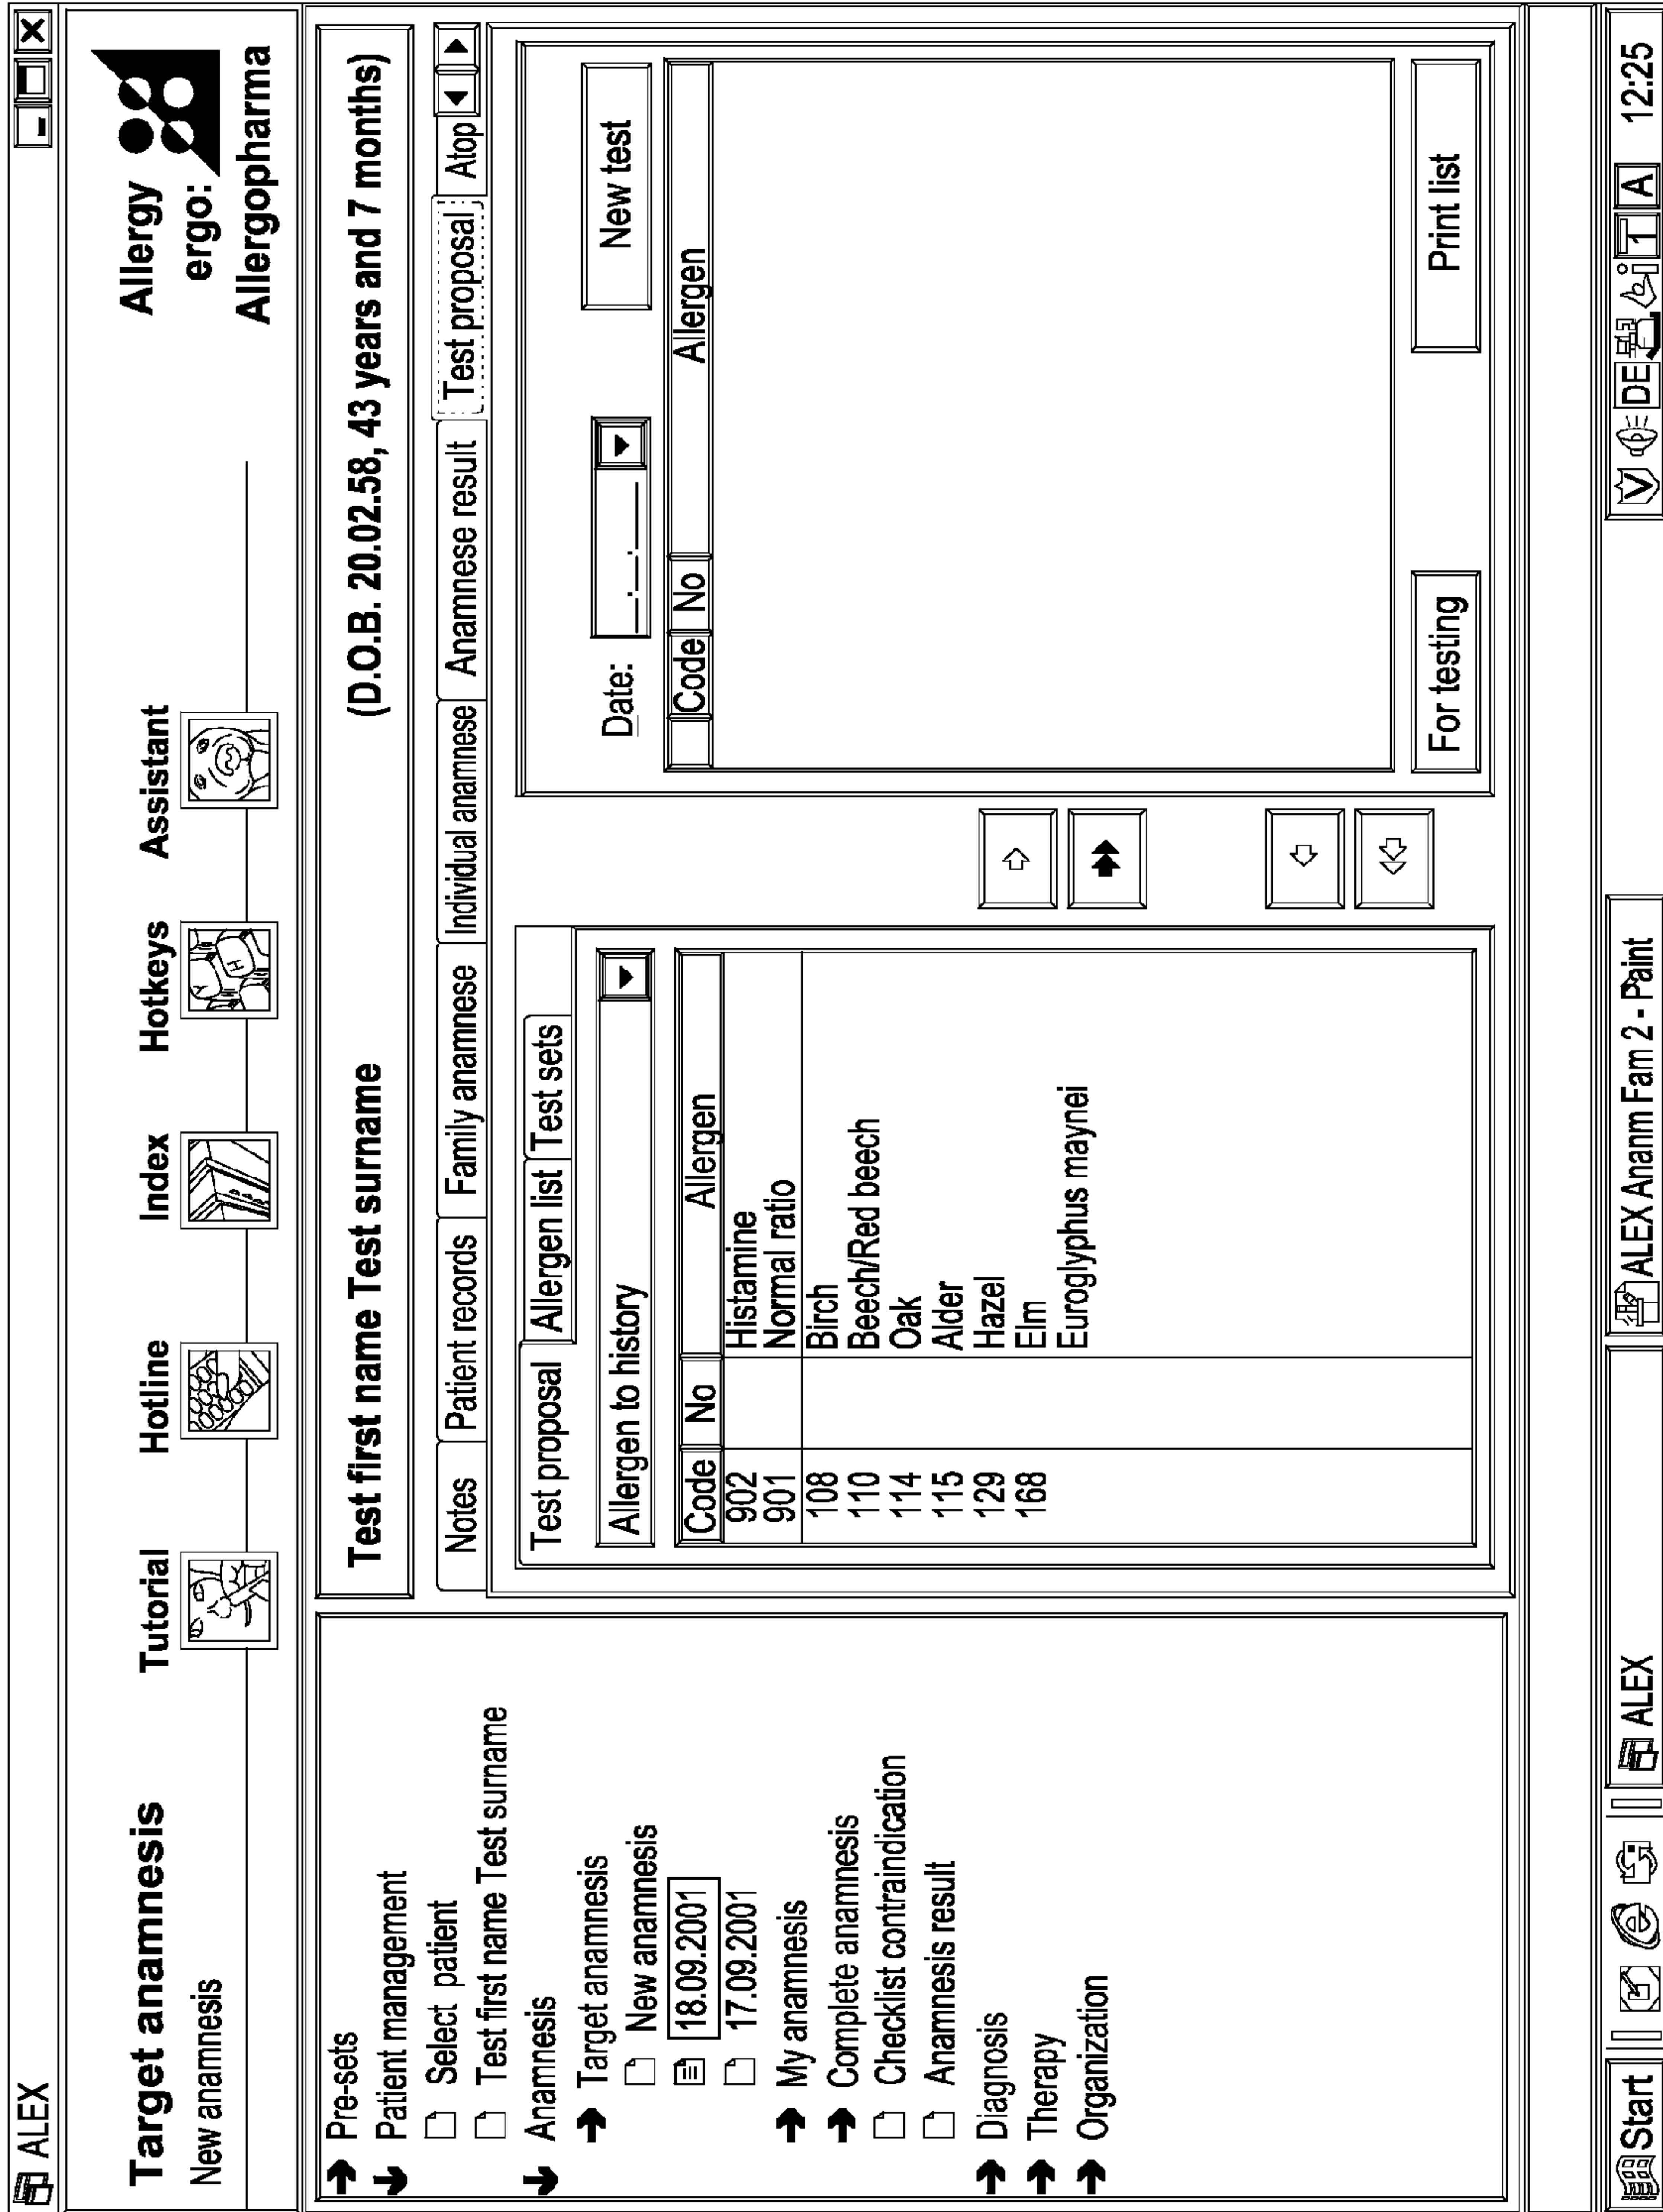 ALEX
Target anamnesis
New anamnesis
Tutorial
Hotline
Index
Hotkeys
Assistant
Allergy
ergo:
Allergopharma
Pre-sets
Patient management
Select patient
Test first name Test surname
Anamnesis
Target anamnesis
New anamnesis
18.09.2001
17.09.2001
My anamnesis
Complete anamnesis
Checklist contraindication
Anamnesis result
Diagnosis
Therapy
Organization
Test first name Test surname (D.O.B. 20.02.58, 43 years and 7 months)
Notes Patient records Family anamnese Individual anamnese Anamnese result Test proposal Atop
Test proposal Allergen list Test sets
Allergen to history
Code No Allergen
902 Histamine
901 Normal ratio
108 Birch
110 Beech/Red beech
114 Oak
115 Alder
129 Hazel
168 Elm
Euroglyphus maynei
Date: __.__.__ New test
Code No Allergen
For testing Print list
Start ALEX ALEX Ananm Fam 2 - Paint DE 1 A 12:25